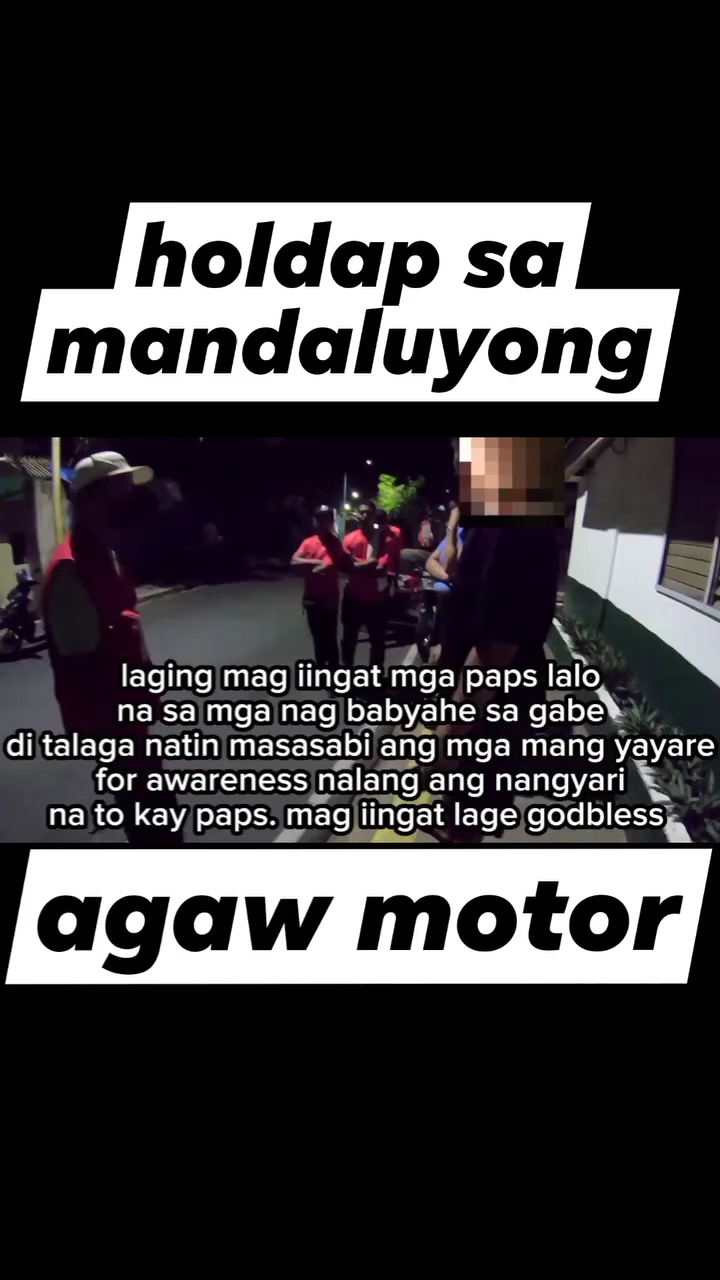 holdap sa
mandaluyong
laging mag iingat mga paps lalo
na sa mga nag babyahe sa gabe
di talaga natin masasabi ang mga mang yayare
for awareness nalang ang nangyari
na to kay paps. mag iingat lage godbless
agaw motor